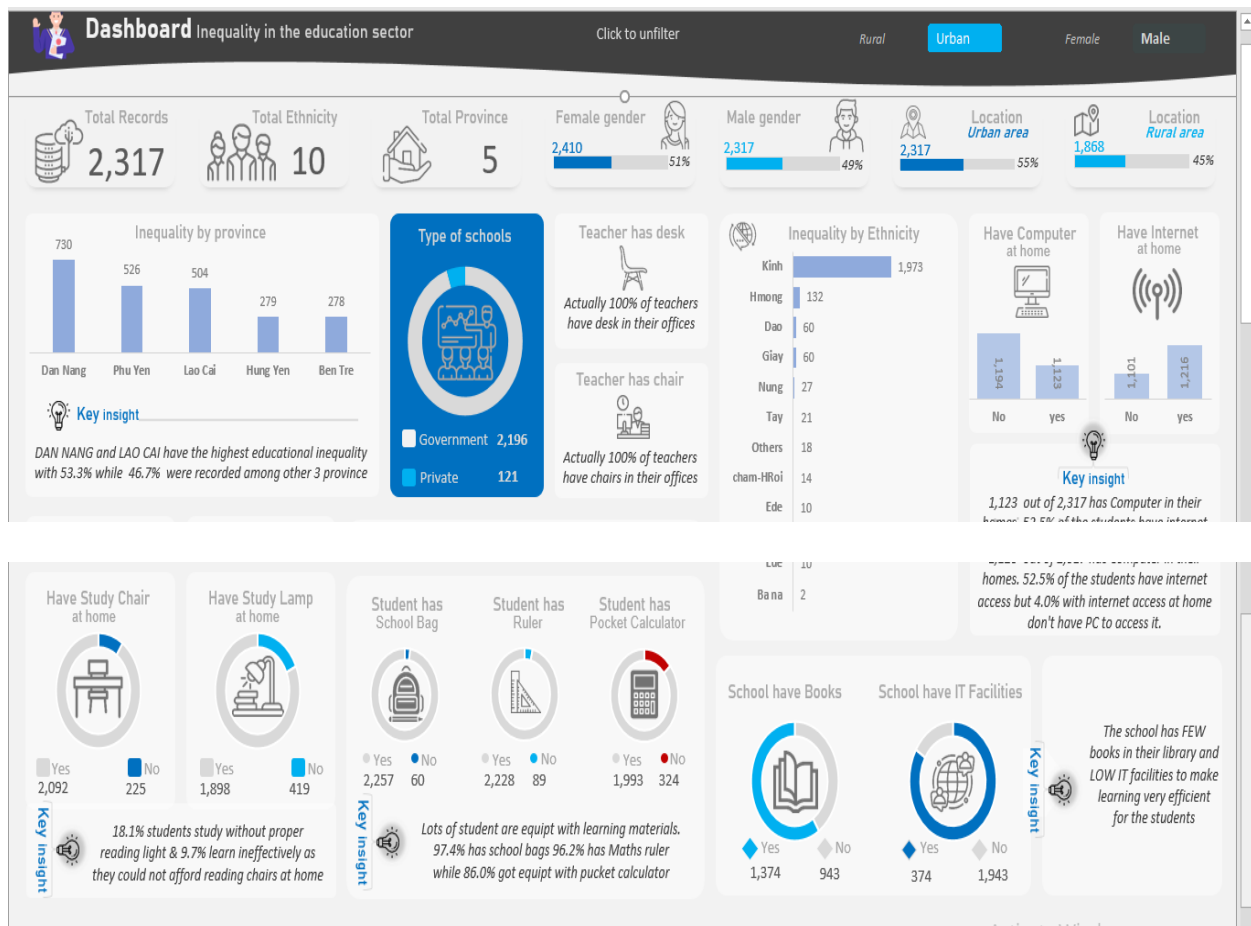 Dashboard Inequality in the education sector
Click to unfilter
Rural
Urban
Female
Male
Total Records
2,317
Total Ethnicity
10
Total Province
5
Female gender
2,410
51%
Male gender
2,317
49%
Location
Urban area
2,317
55%
Location
Rural area
1,868
45%
Inequality by province
730
526
504
279
278
Dan Nang
Phu Yen
Lao Cai
Hung Yen
Ben Tre
Key insight
DAN NANG and LAO CAI have the highest educational inequality
with 53.3% while 46.7% were recorded among other 3 province
Type of schools
Government 2,196
Private 121
Teacher has desk
Actually 100% of teachers
have desk in their offices
Teacher has chair
Actually 100% of teachers
have chairs in their offices
Inequality by Ethnicity
Kinh 1,973
Hmong 132
Dao 60
Giay 60
Nung 27
Tay 21
Others 18
cham-HRoi 14
Ede 10
Have Computer
at home
1,194
1,123
No
yes
Have Internet
at home
1,101
1,216
No
yes
Key insight
1,123 out of 2,317 has Computer in their
homes. 52.5% of the students have internet
Ede 10
Ba na 2
homes. 52.5% of the students have internet
access but 4.0% with internet access at home
don't have PC to access it.
Have Study Chair
at home
Yes
2,092
No
225
Have Study Lamp
at home
Yes
1,898
No
419
Key insight
18.1% students study without proper
reading light & 9.7% learn ineffectively as
they could not afford reading chairs at home
Student has
School Bag
Yes
No
2,257
60
Student has
Ruler
Yes
No
2,228
89
Student has
Pocket Calculator
Yes
No
1,993
324
Key insight
Lots of student are equipt with learning materials.
97.4% has school bags 96.2% has Maths ruler
while 86.0% got equipt with pucket calculator
School have Books
Yes
No
1,374
943
School have IT Facilities
Yes
No
374
1,943
Key insight
The school has FEW
books in their library and
LOW IT facilities to make
learning very efficient
for the students